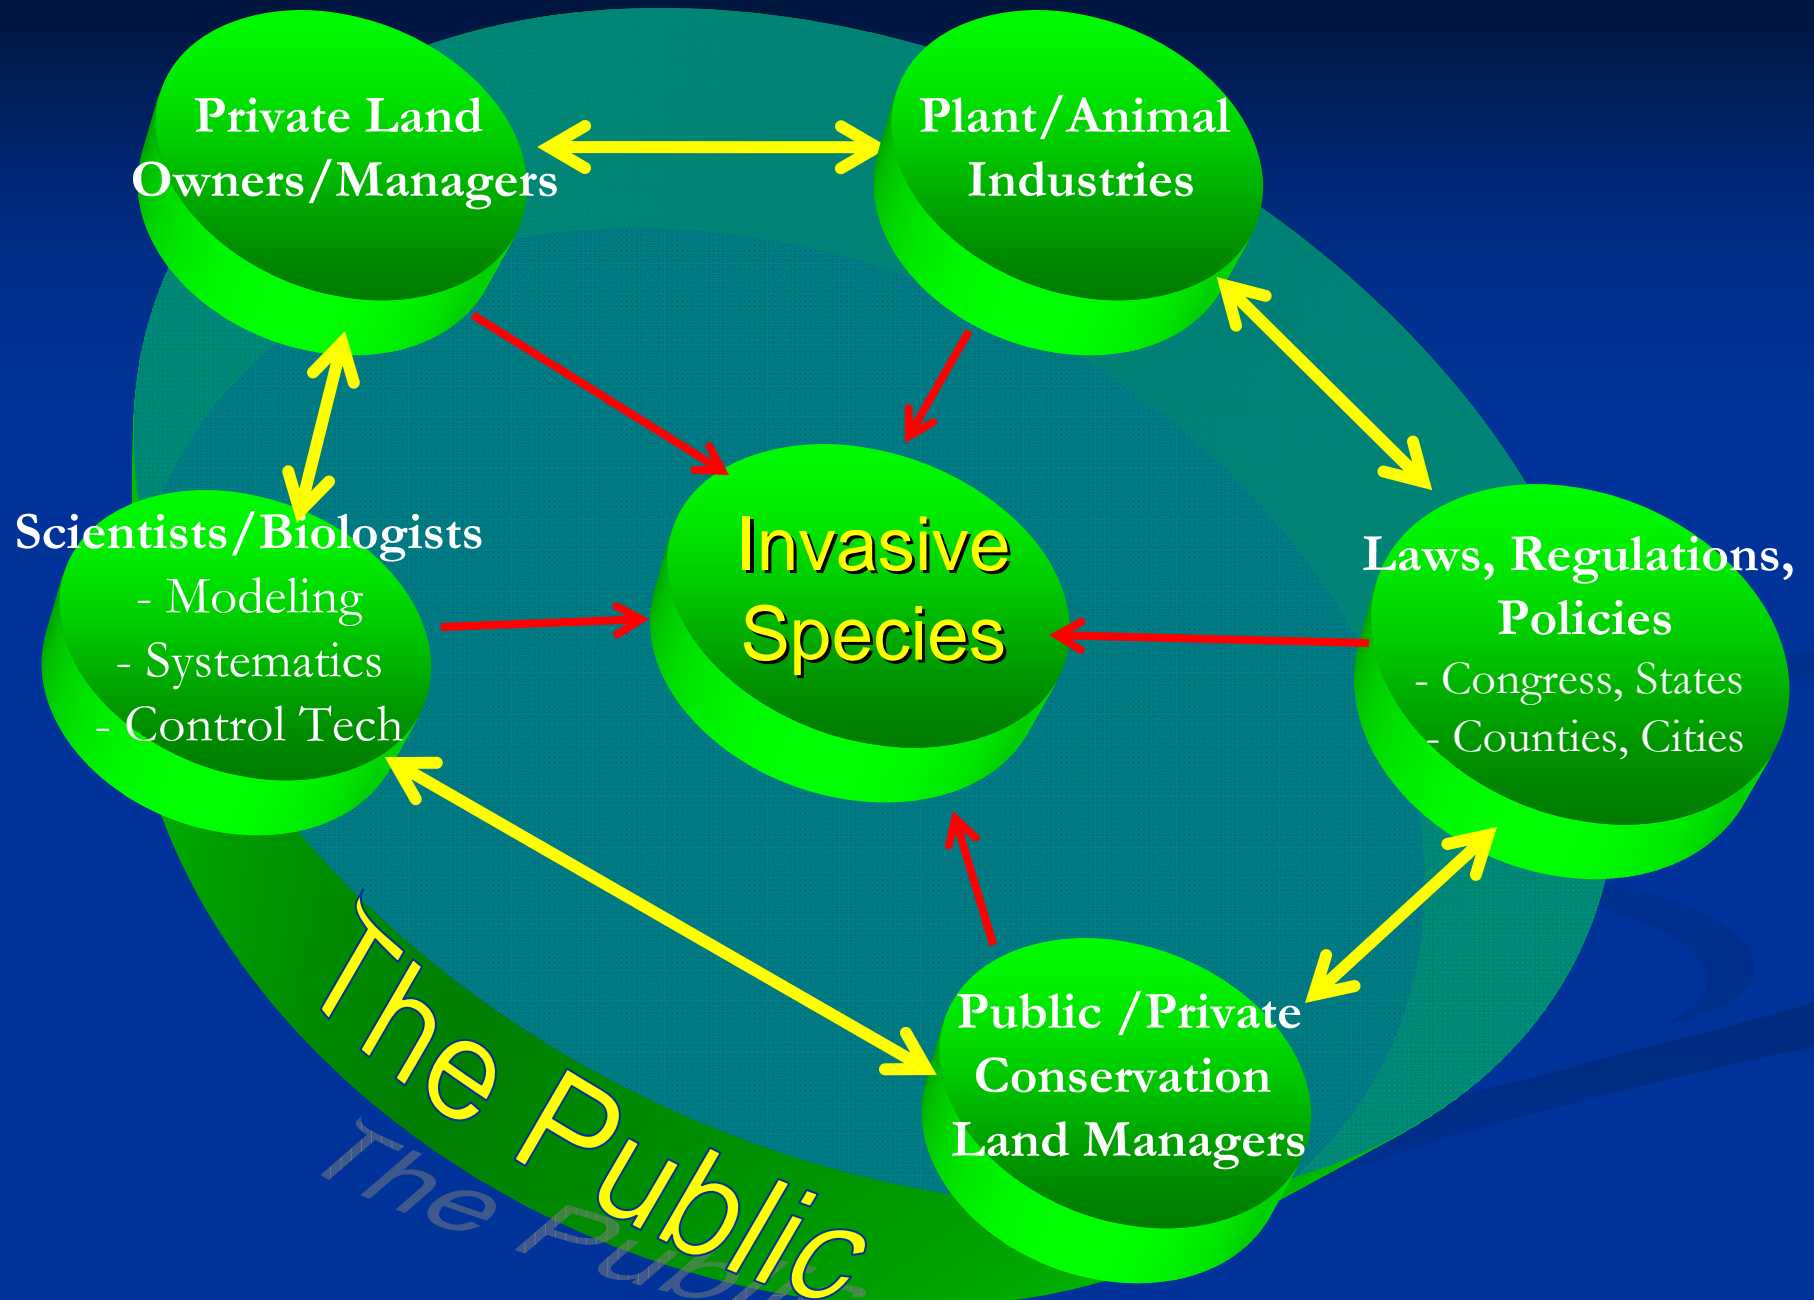 Private Land
Owners/Managers
Plant/Animal
Industries
Scientists/Biologists
- Modeling
- Systematics
- Control Tech
Invasive
Species
Laws, Regulations,
Policies
- Congress, States
- Counties, Cities
Public /Private
Conservation
Land Managers
The Public